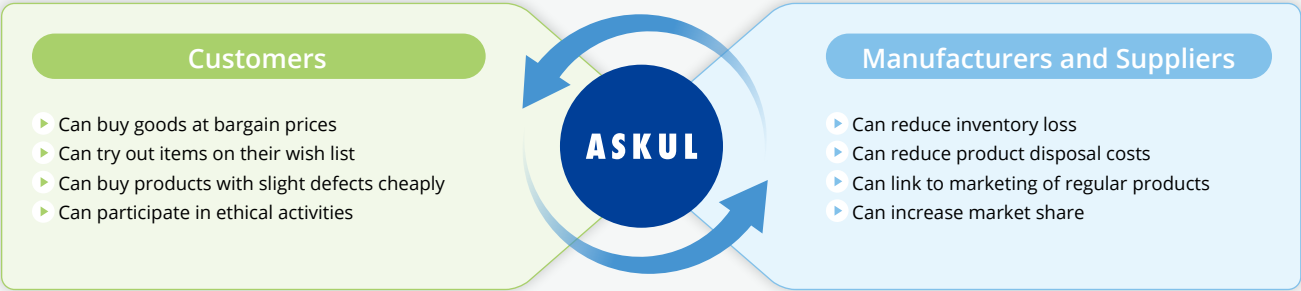 Customers
Can buy goods at bargain prices
Can try out items on their wish list
Can buy products with slight defects cheaply
Can participate in ethical activities
ASKUL
Manufacturers and Suppliers
Can reduce inventory loss
Can reduce product disposal costs
Can link to marketing of regular products
Can increase market share